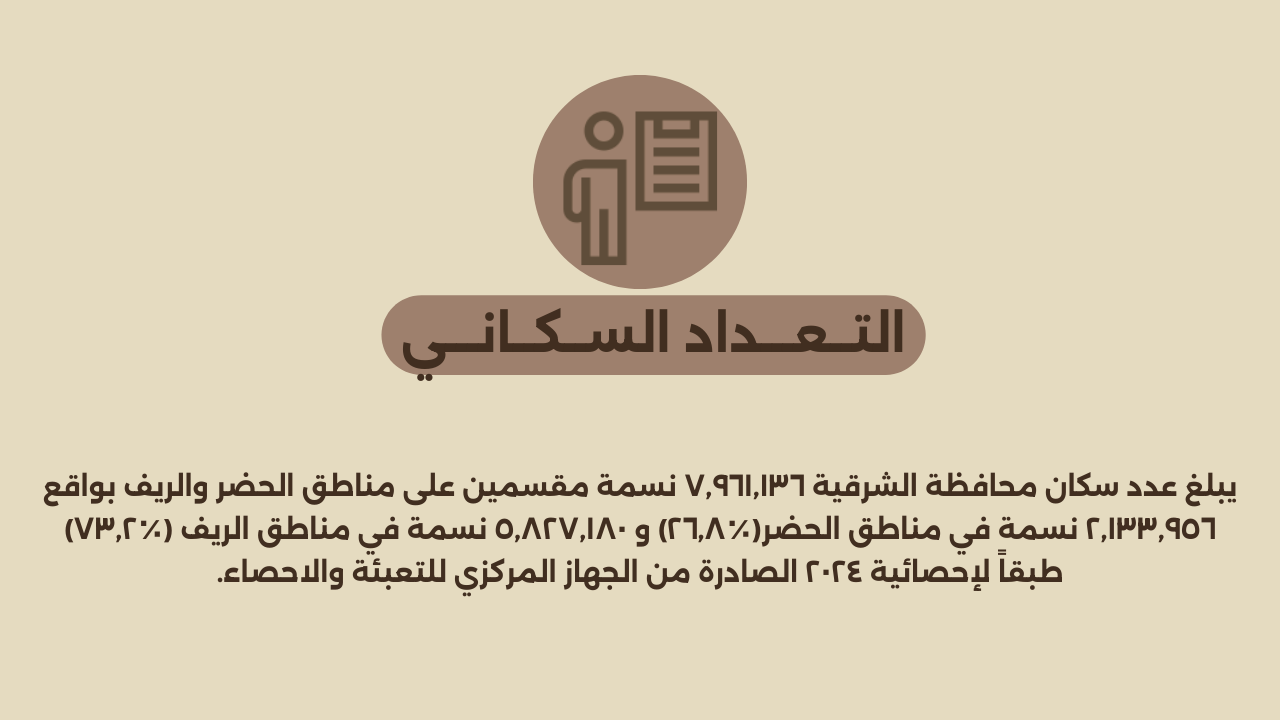 التـــعـــداد الســـكـــانـــي
يبلغ عدد سكان محافظة الشرقية ٧,٩٦١,١٣٦ نسمة مقسمين على مناطق الحضر والريف بواقع
٢,١٣٣,٩٥٦ نسمة في مناطق الحضر(٢٦,٨٪) و ٥,٨٢٧,١٨٠ نسمة في مناطق الريف (٧٣,٢٪)
طبقاً لإحصائية ٢٠٢٤ الصادرة من الجهاز المركزي للتعبئة والاحصاء.